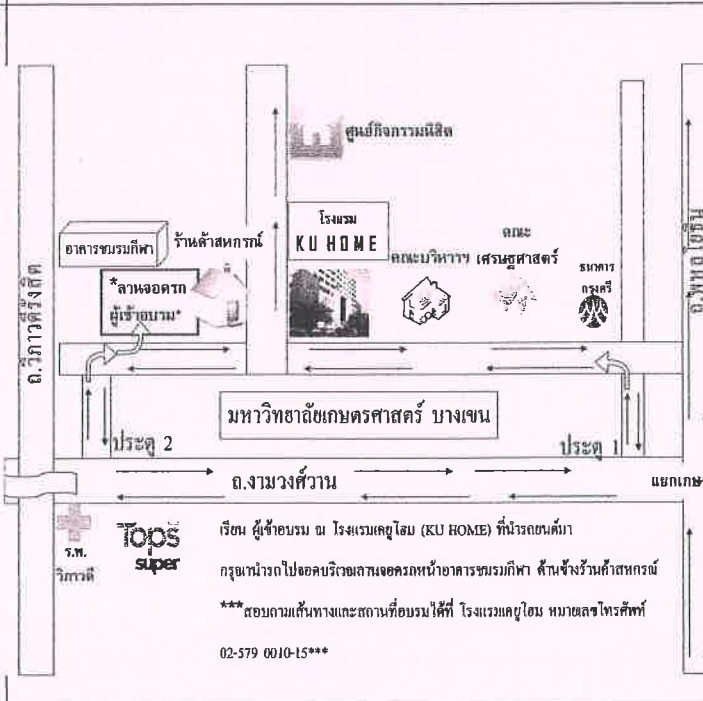 ศูนย์กิจกรรมนิสิต
โรงแรม
KU HOME
อาคารชมรมกีฬา
ร้านค้าสหกรณ์
คณะบริหารฯ
คณะ
เศรษฐศาสตร์
ธนาคาร
กรุงศรี
*ลานจอดรถ
ผู้เข้าอบรม*
ถ.วิภาวดีรังสิต
ถ.พหลโยธิน
มหาวิทยาลัยเกษตรศาสตร์ บางเขน
ประตู 2
ประตู 1
ถ.งามวงศ์วาน
แยกเกษ
ร.พ.
วิภาวดี
Tops
super
เรียน ผู้เข้าอบรม ณ โรงแรมเคยูโฮม (KU HOME) ที่นำรถยนต์มา
กรุณานำรถไปจอดบริเวณลานจอดรถหน้าอาคารชมรมกีฬา ด้านข้างร้านค้าสหกรณ์
***สอบถามเส้นทางและสถานที่อบรมได้ที่ โรงแรมเคยูโฮม หมายเลขโทรศัพท์
02-579 0010-15***